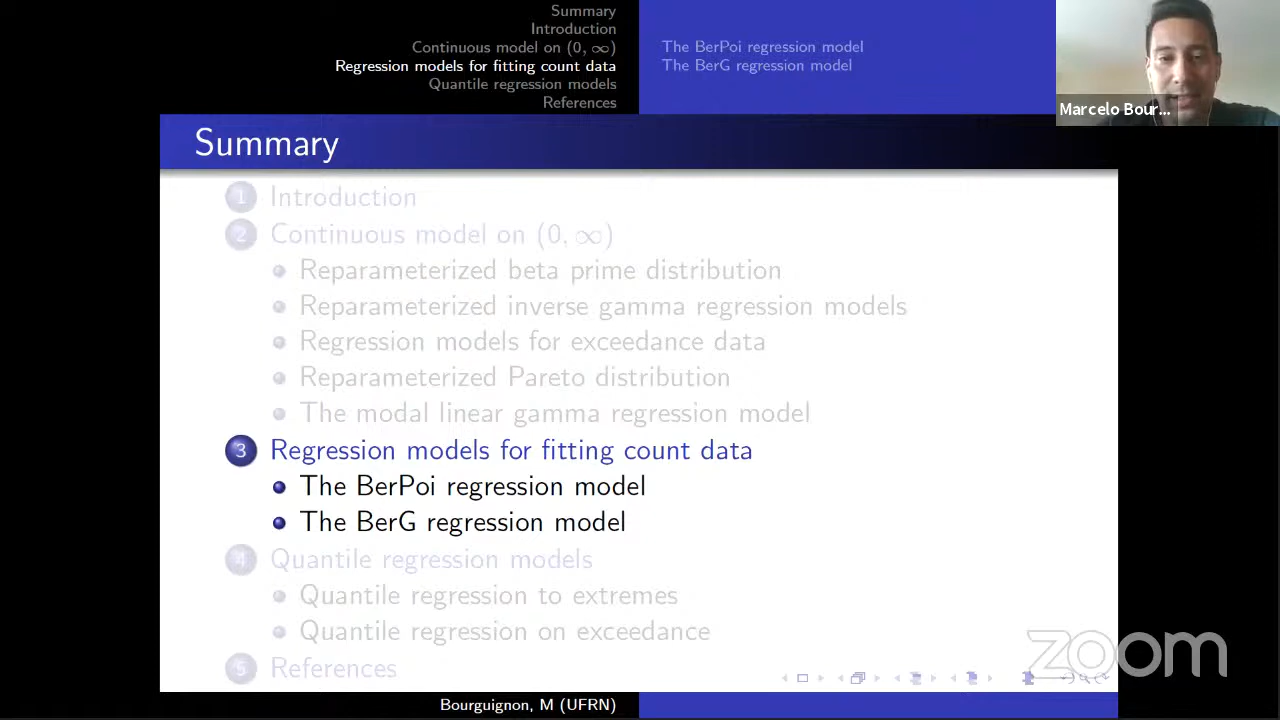 Summary
Introduction
Continuous model on (0, ∞)
Regression models for fitting count data
Quantile regression models
References
The BerPoi regression model
The BerG regression model
Marcelo Bour...
Summary
1 Introduction
2 Continuous model on (0, ∞)
Reparameterized beta prime distribution
Reparameterized inverse gamma regression models
Regression models for exceedance data
Reparameterized Pareto distribution
The modal linear gamma regression model
3 Regression models for fitting count data
The BerPoi regression model
The BerG regression model
4 Quantile regression models
Quantile regression to extremes
Quantile regression on exceedance
5 References
zoom
Bourguignon, M (UFRN)